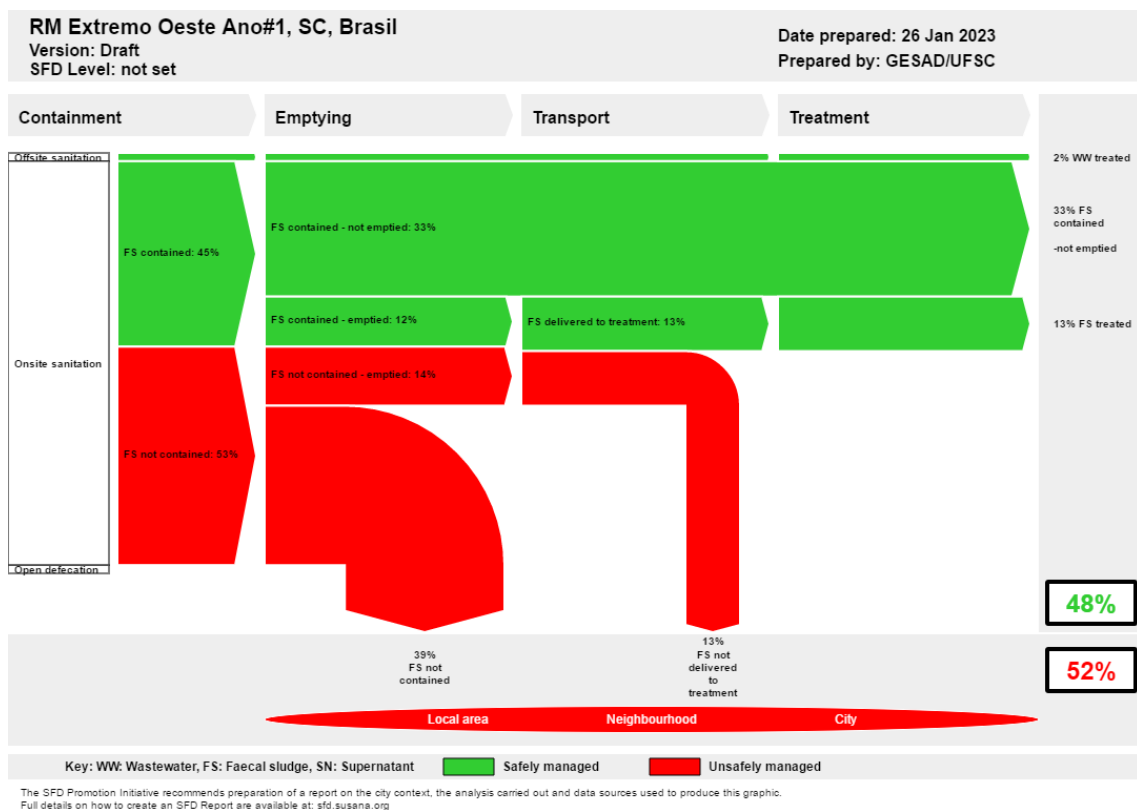 RM Extremo Oeste Ano#1, SC, Brasil
Version: Draft
SFD Level: not set
Date prepared: 26 Jan 2023
Prepared by: GESAD/UFSC
Containment
Emptying
Transport
Treatment
Offsite sanitation
2% WW treated
FS contained: 45%
FS contained - not emptied: 33%
33% FS
contained
-not emptied
FS contained - emptied: 12%
FS delivered to treatment: 13%
13% FS treated
Onsite sanitation
FS not contained - emptied: 14%
FS not contained: 53%
Open defecation
48%
39%
FS not
contained
13%
FS not
delivered
to
treatment
52%
Local area
Neighbourhood
City
Key: WW: Wastewater, FS: Faecal sludge, SN: Supernatant
Safely managed
Unsafely managed
The SFD Promotion Initiative recommends preparation of a report on the city context, the analysis carried out and data sources used to produce this graphic.
Full details on how to create an SFD Report are available at: sfd.susana.org